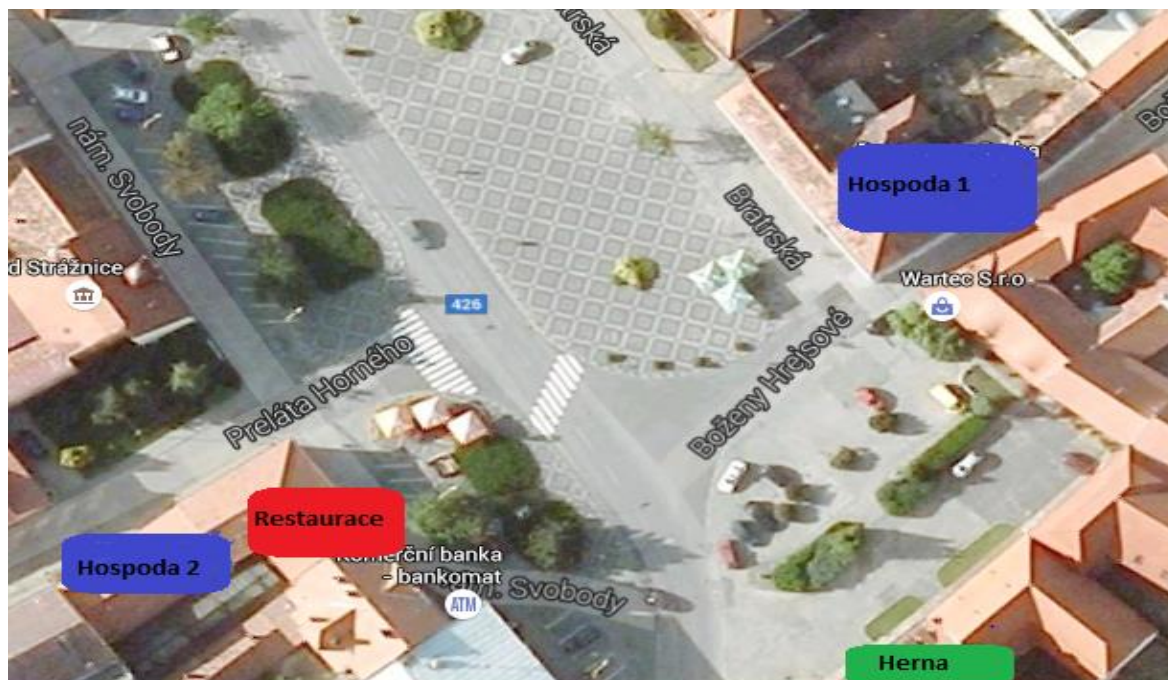 Bratrská
nám. Svobody
Hospoda 1
Bratrská
d Strážnice
Wartec S.r.o
426
Preláta Horného
Boženy Hrejsové
Restaurace
Hospoda 2
Komerční banka
- bankomat
ATM
nám. Svobody
Herna